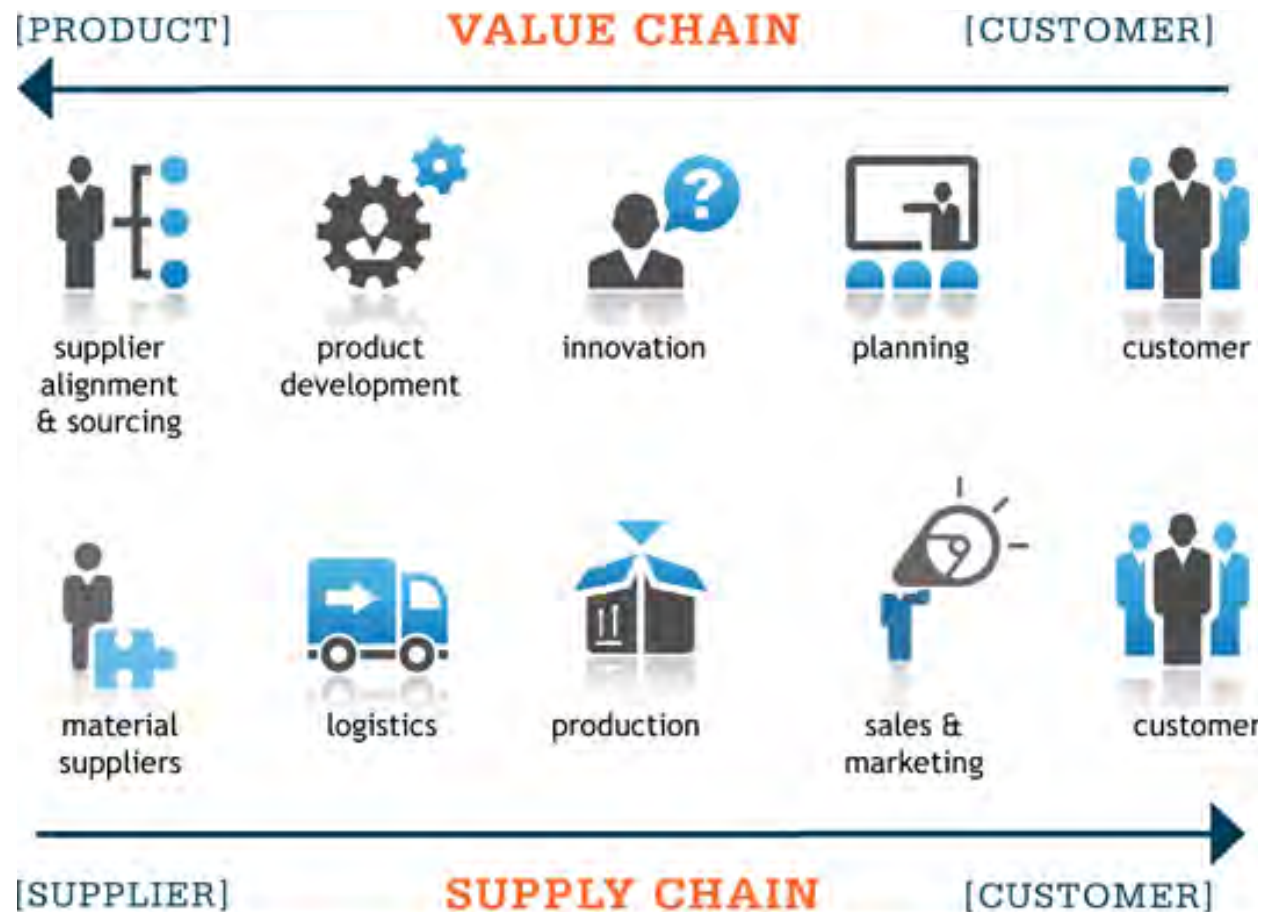 [PRODUCT] VALUE CHAIN [CUSTOMER]
supplier alignment & sourcing
product development
innovation
planning
customer
material suppliers
logistics
production
sales & marketing
customer
[SUPPLIER] SUPPLY CHAIN [CUSTOMER]